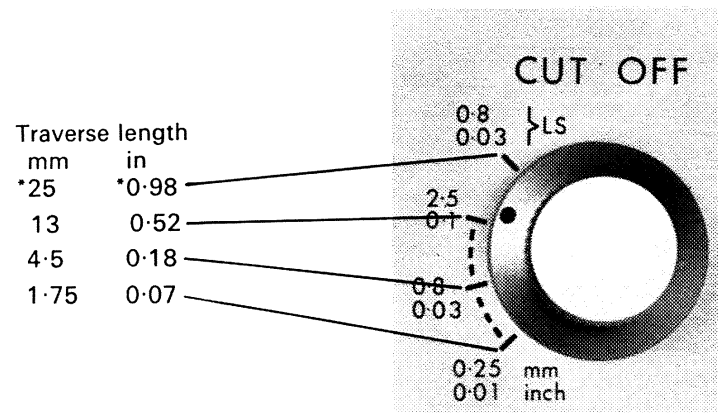 CUT OFF
0·8
0·03 }LS
Traverse length
mm in
*25 *0·98
13 0·52
4·5 0·18
1·75 0·07
2·5
0·1
0·8
0·03
0·25 mm
0·01 inch